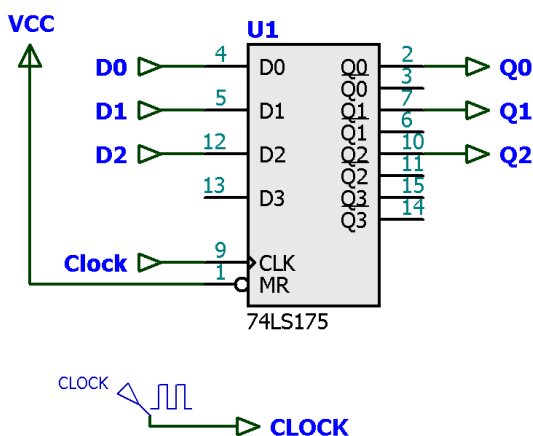 VCC
U1
D0 4 D0 Q0 2 Q0
Q0 3
D1 5 D1 Q1 7 Q1
Q1 6
D2 12 D2 Q2 10 Q2
Q2 11
13 D3 Q3 15
Q3 14
Clock 9 CLK
1 MR
74LS175
CLOCK
CLOCK